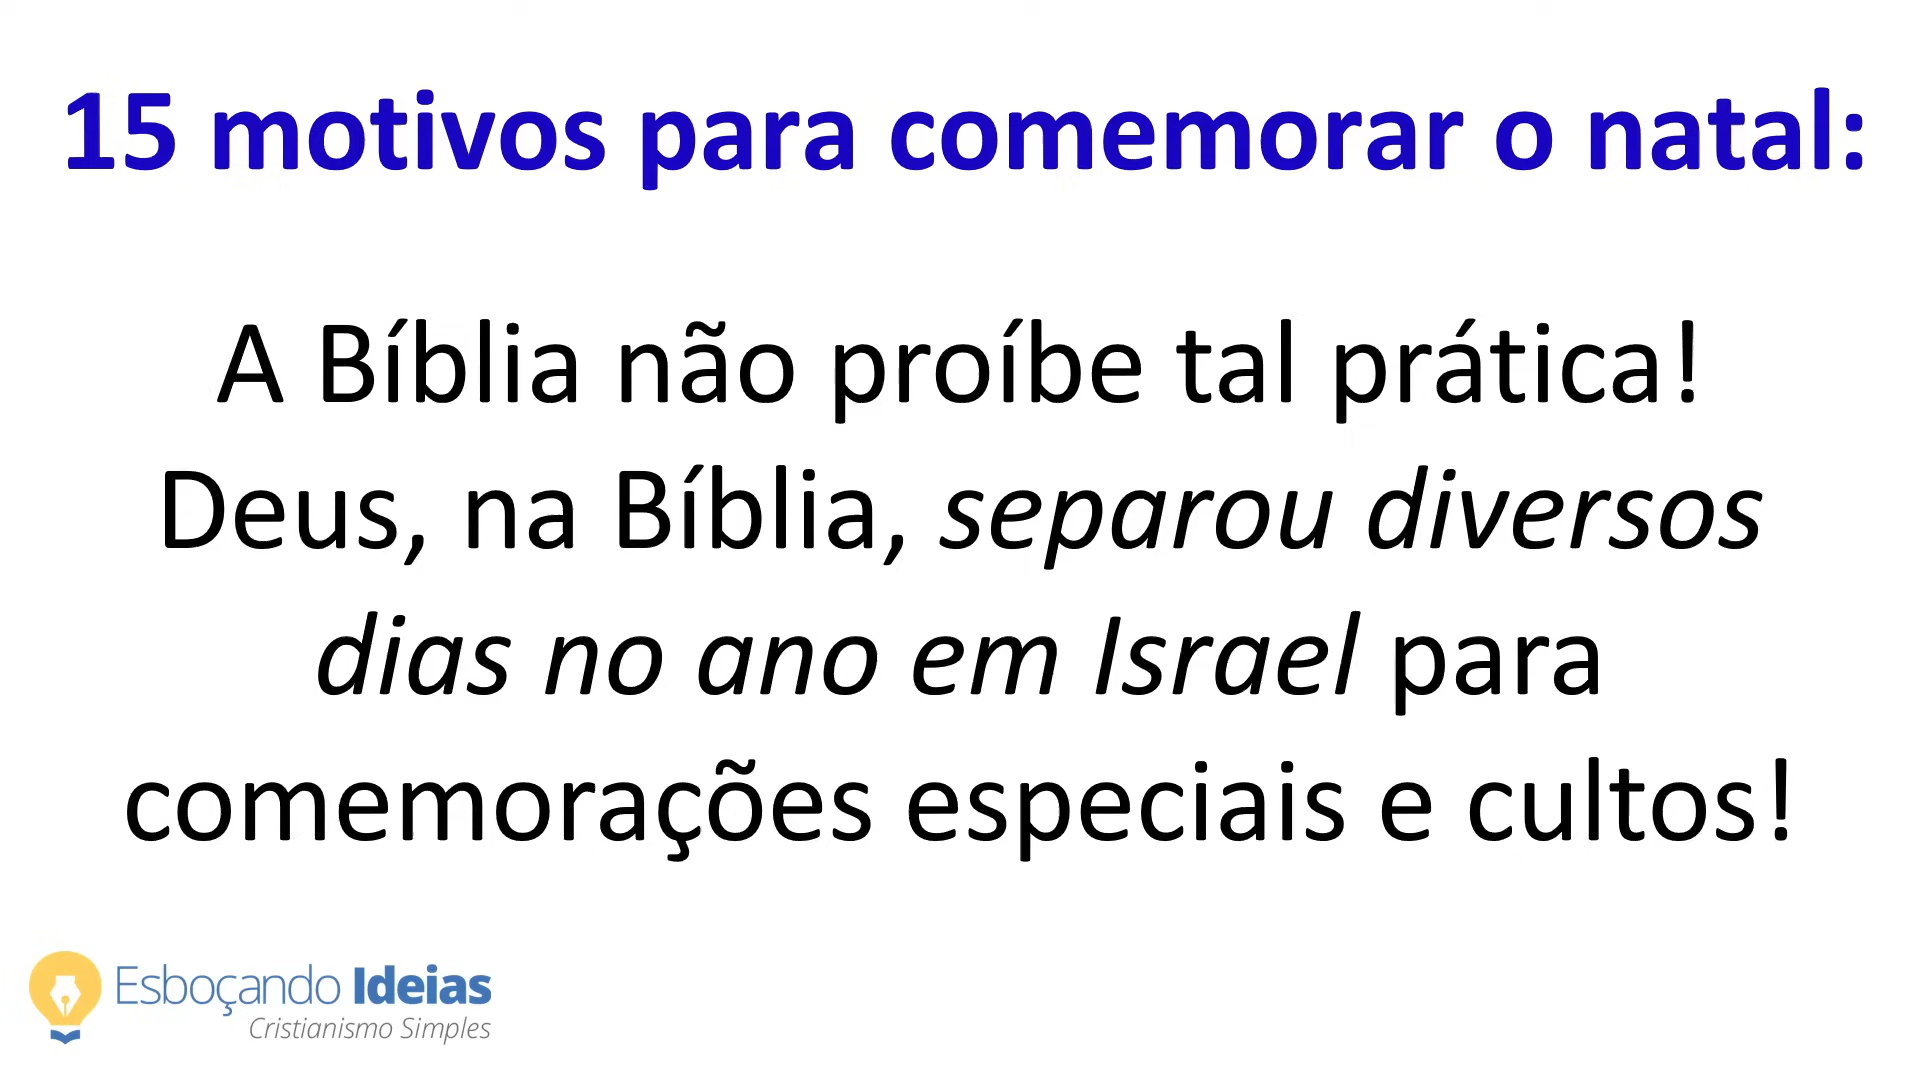 15 motivos para comemorar o natal:
A Bíblia não proíbe tal prática!
Deus, na Bíblia, separou diversos
dias no ano em Israel para
comemorações especiais e cultos!
Esboçando Ideias
Cristianismo Simples